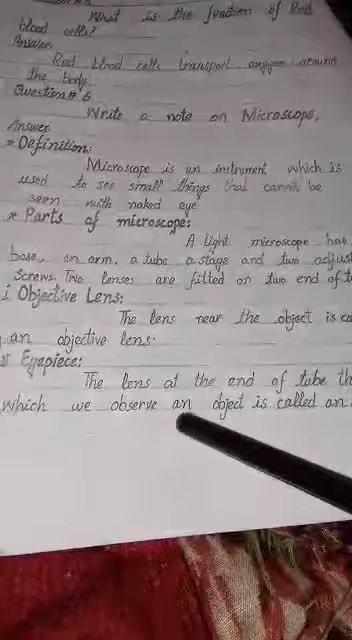 What is the function of Red
blood cells?
Answer
Red blood cells transport oxygen around
the body.
Question# 6
Write a note on Microscope.
Answer
* Definition:
Microscope is an instrument which is
used to see small things that cannot be
seen with naked eye
* Parts of microscope:
A light microscope has
base, an arm, a tube a stage and two adjust
Screws. Two lenses are fitted on two end of t
i Objective Lens:
The lens near the object is ca
an objective lens.
ii Eyepiece:
The lens at the end of tube th
which we observe an object is called an